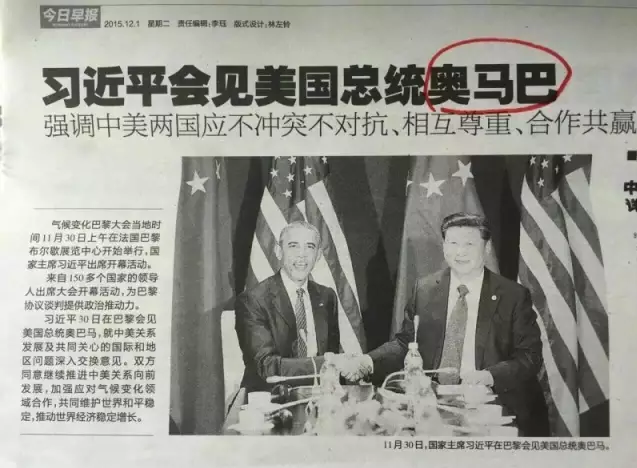 今日早报
2015.12.1 星期二 责任编辑:李珏 版式设计:林左铃
习近平会见美国总统奥马巴
强调中美两国应不冲突不对抗、相互尊重、合作共赢
气候变化巴黎大会当地时
间11月30日上午在法国巴黎
布尔歇展览中心开始举行,国
家主席习近平出席开幕活动。
来自150多个国家的领导
人出席大会开幕活动,为巴黎
协议谈判提供政治推动力。
习近平30日在巴黎会见
美国总统奥巴马,就中美关系
发展及共同关心的国际和地
区问题深入交换意见。双方
同意继续推进中美关系向前
发展,加强应对气候变化领
域合作,共同维护世界和平稳
定,推动世界经济稳定增长。
11月30日,国家主席习近平在巴黎会见美国总统奥巴马。